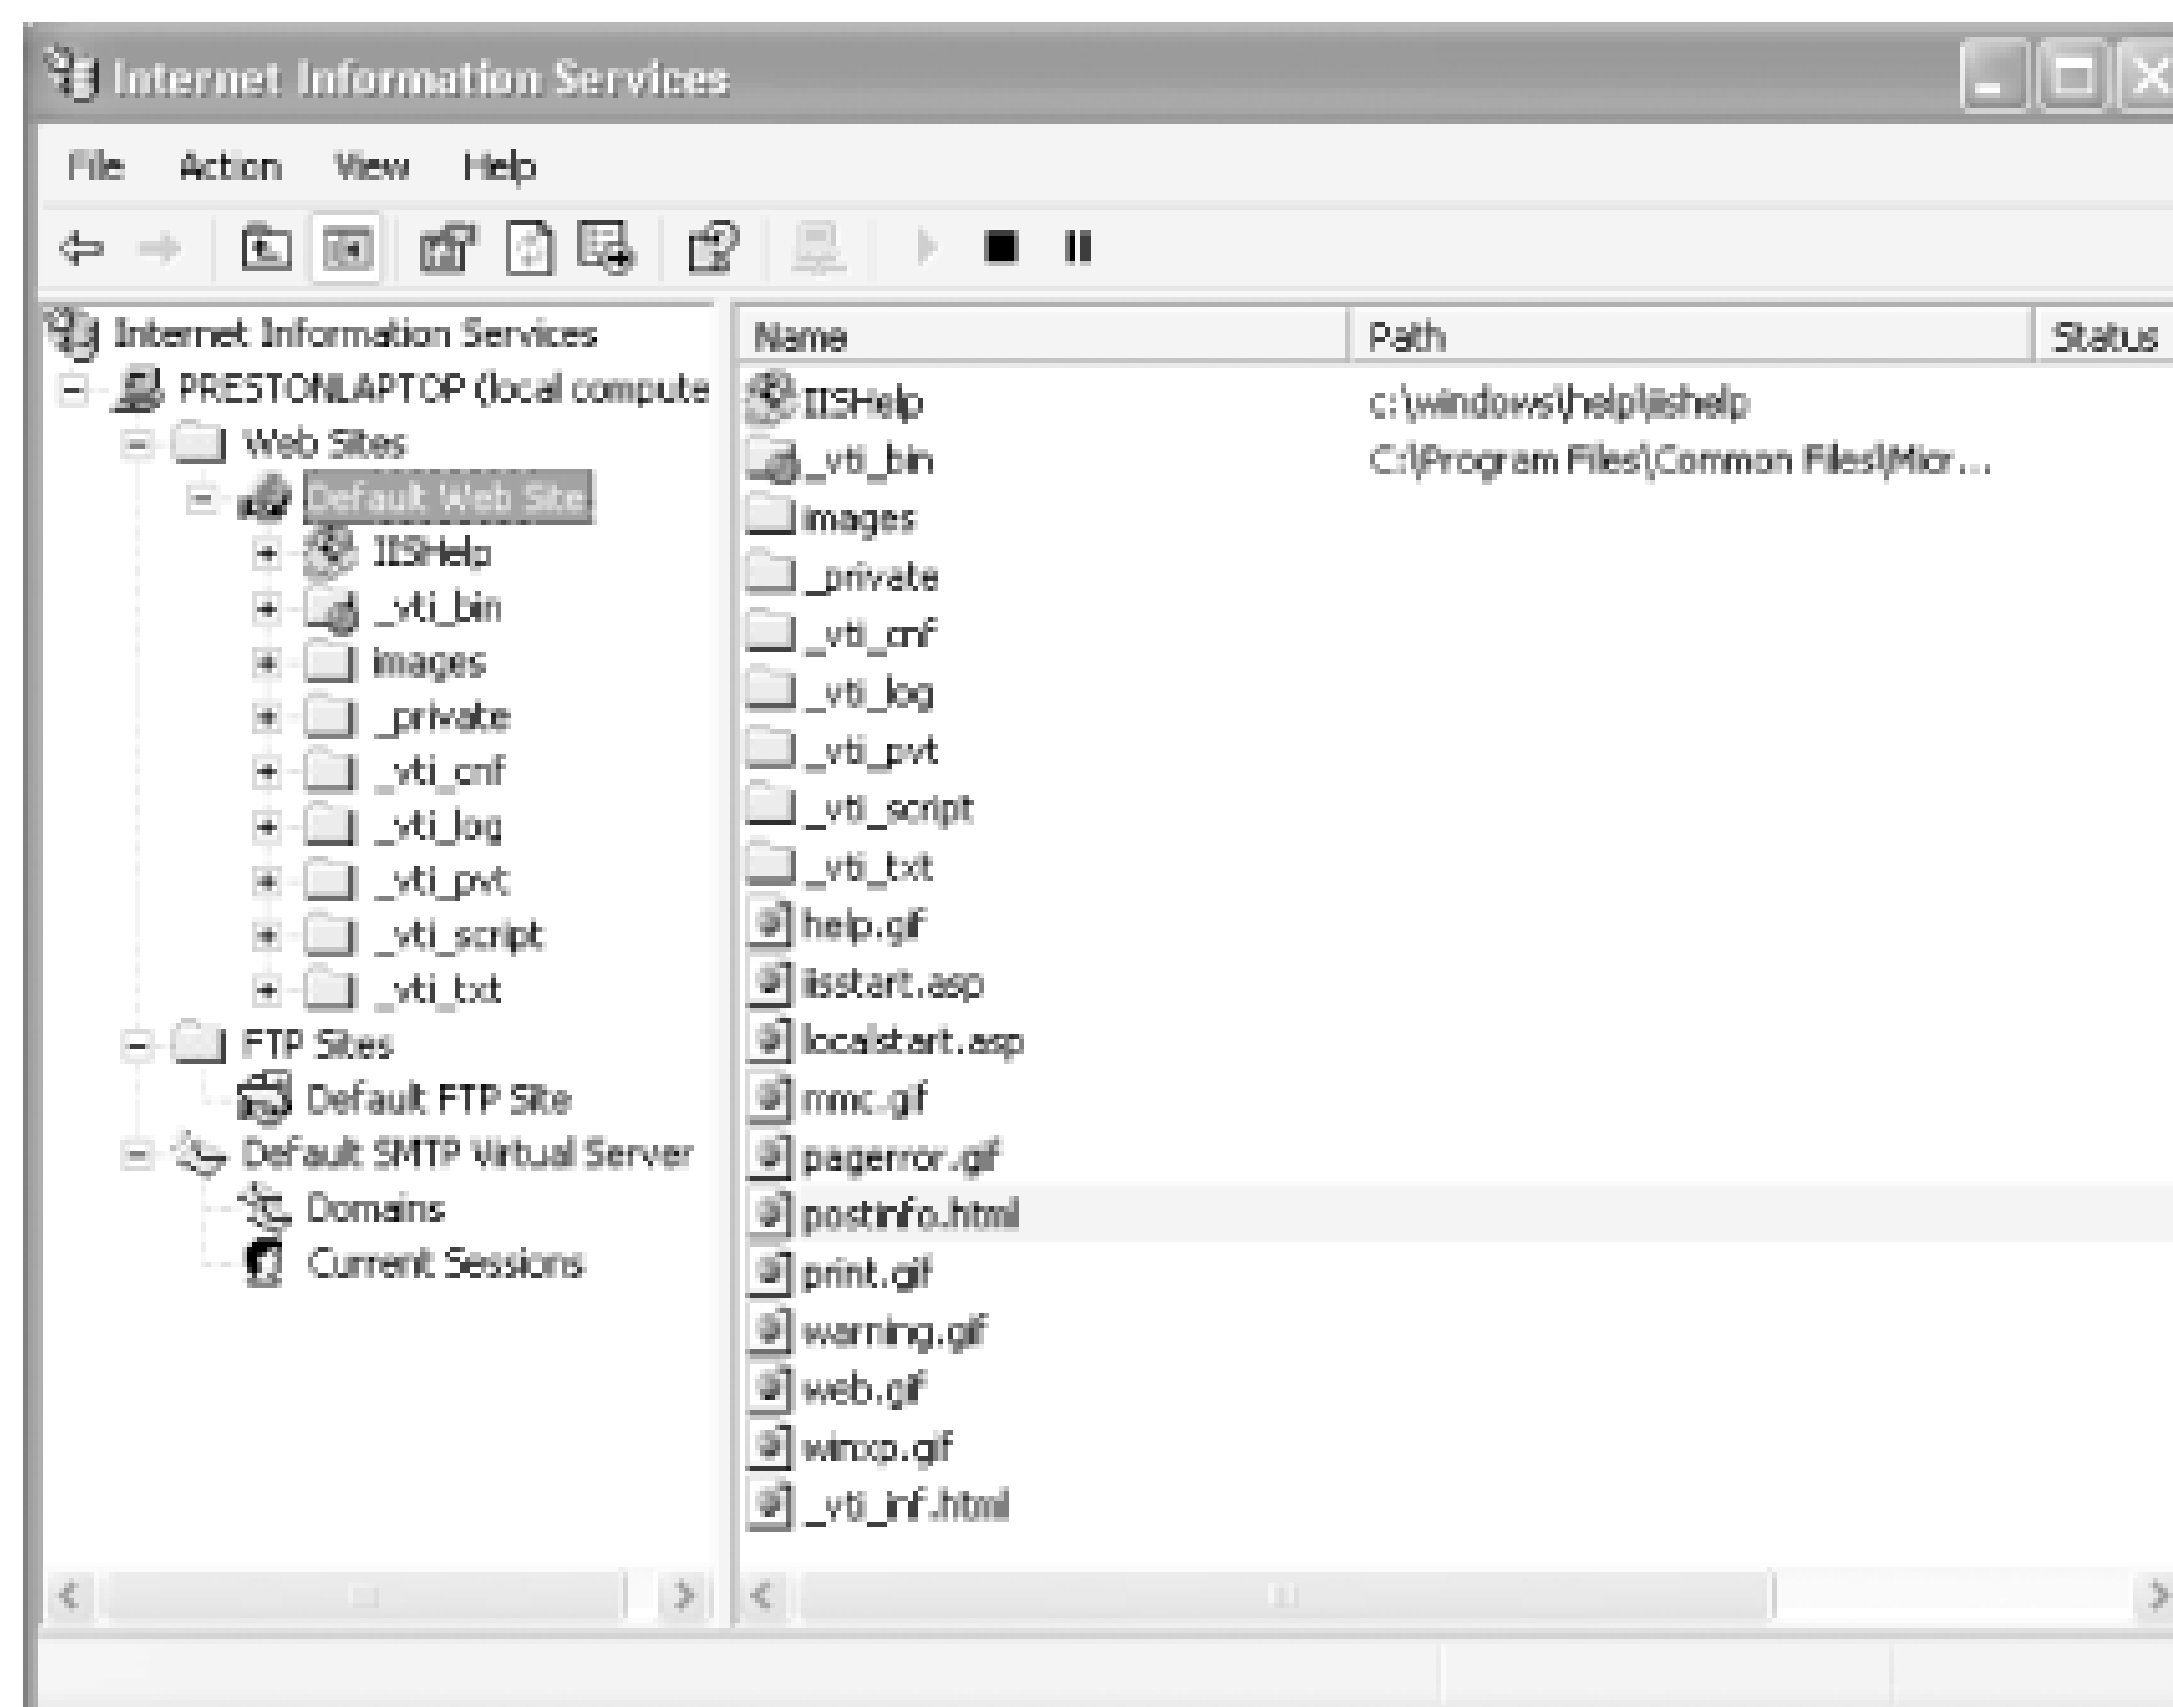 Internet Information Services
File Action View Help
Internet Information Services
PRESTONLAPTOP (local compute
Web Sites
Default Web Site
IISHelp
_vti_bin
images
_private
_vti_cnf
_vti_log
_vti_pvt
_vti_script
_vti_txt
FTP Sites
Default FTP Site
Default SMTP Virtual Server
Domains
Current Sessions
Name Path Status
IISHelp c:\windows\help\iishelp
_vti_bin C:\Program Files\Common Files\Micr...
images
_private
_vti_cnf
_vti_log
_vti_pvt
_vti_script
_vti_txt
help.gif
iisstart.asp
localstart.asp
mmc.gif
pagerror.gif
postinfo.html
print.gif
warning.gif
web.gif
winxp.gif
_vti_inf.html